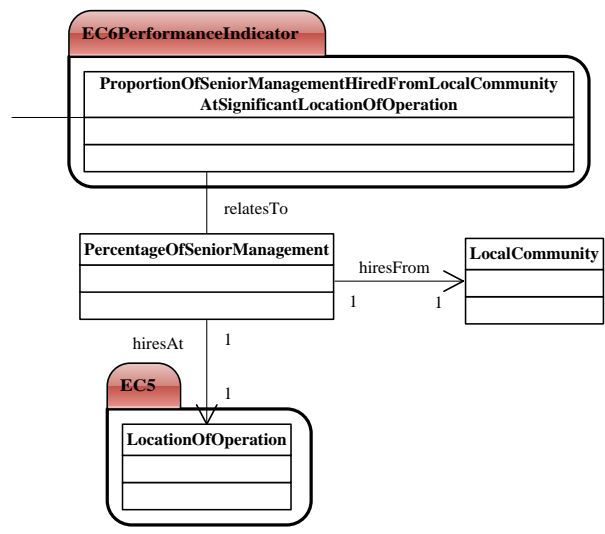 EC6PerformanceIndicator
ProportionOfSeniorManagementHiredFromLocalCommunity
AtSignificantLocationOfOperation
relatesTo
PercentageOfSeniorManagement
hiresFrom
LocalCommunity
1
1
hiresAt
1
EC5
1
LocationOfOperation